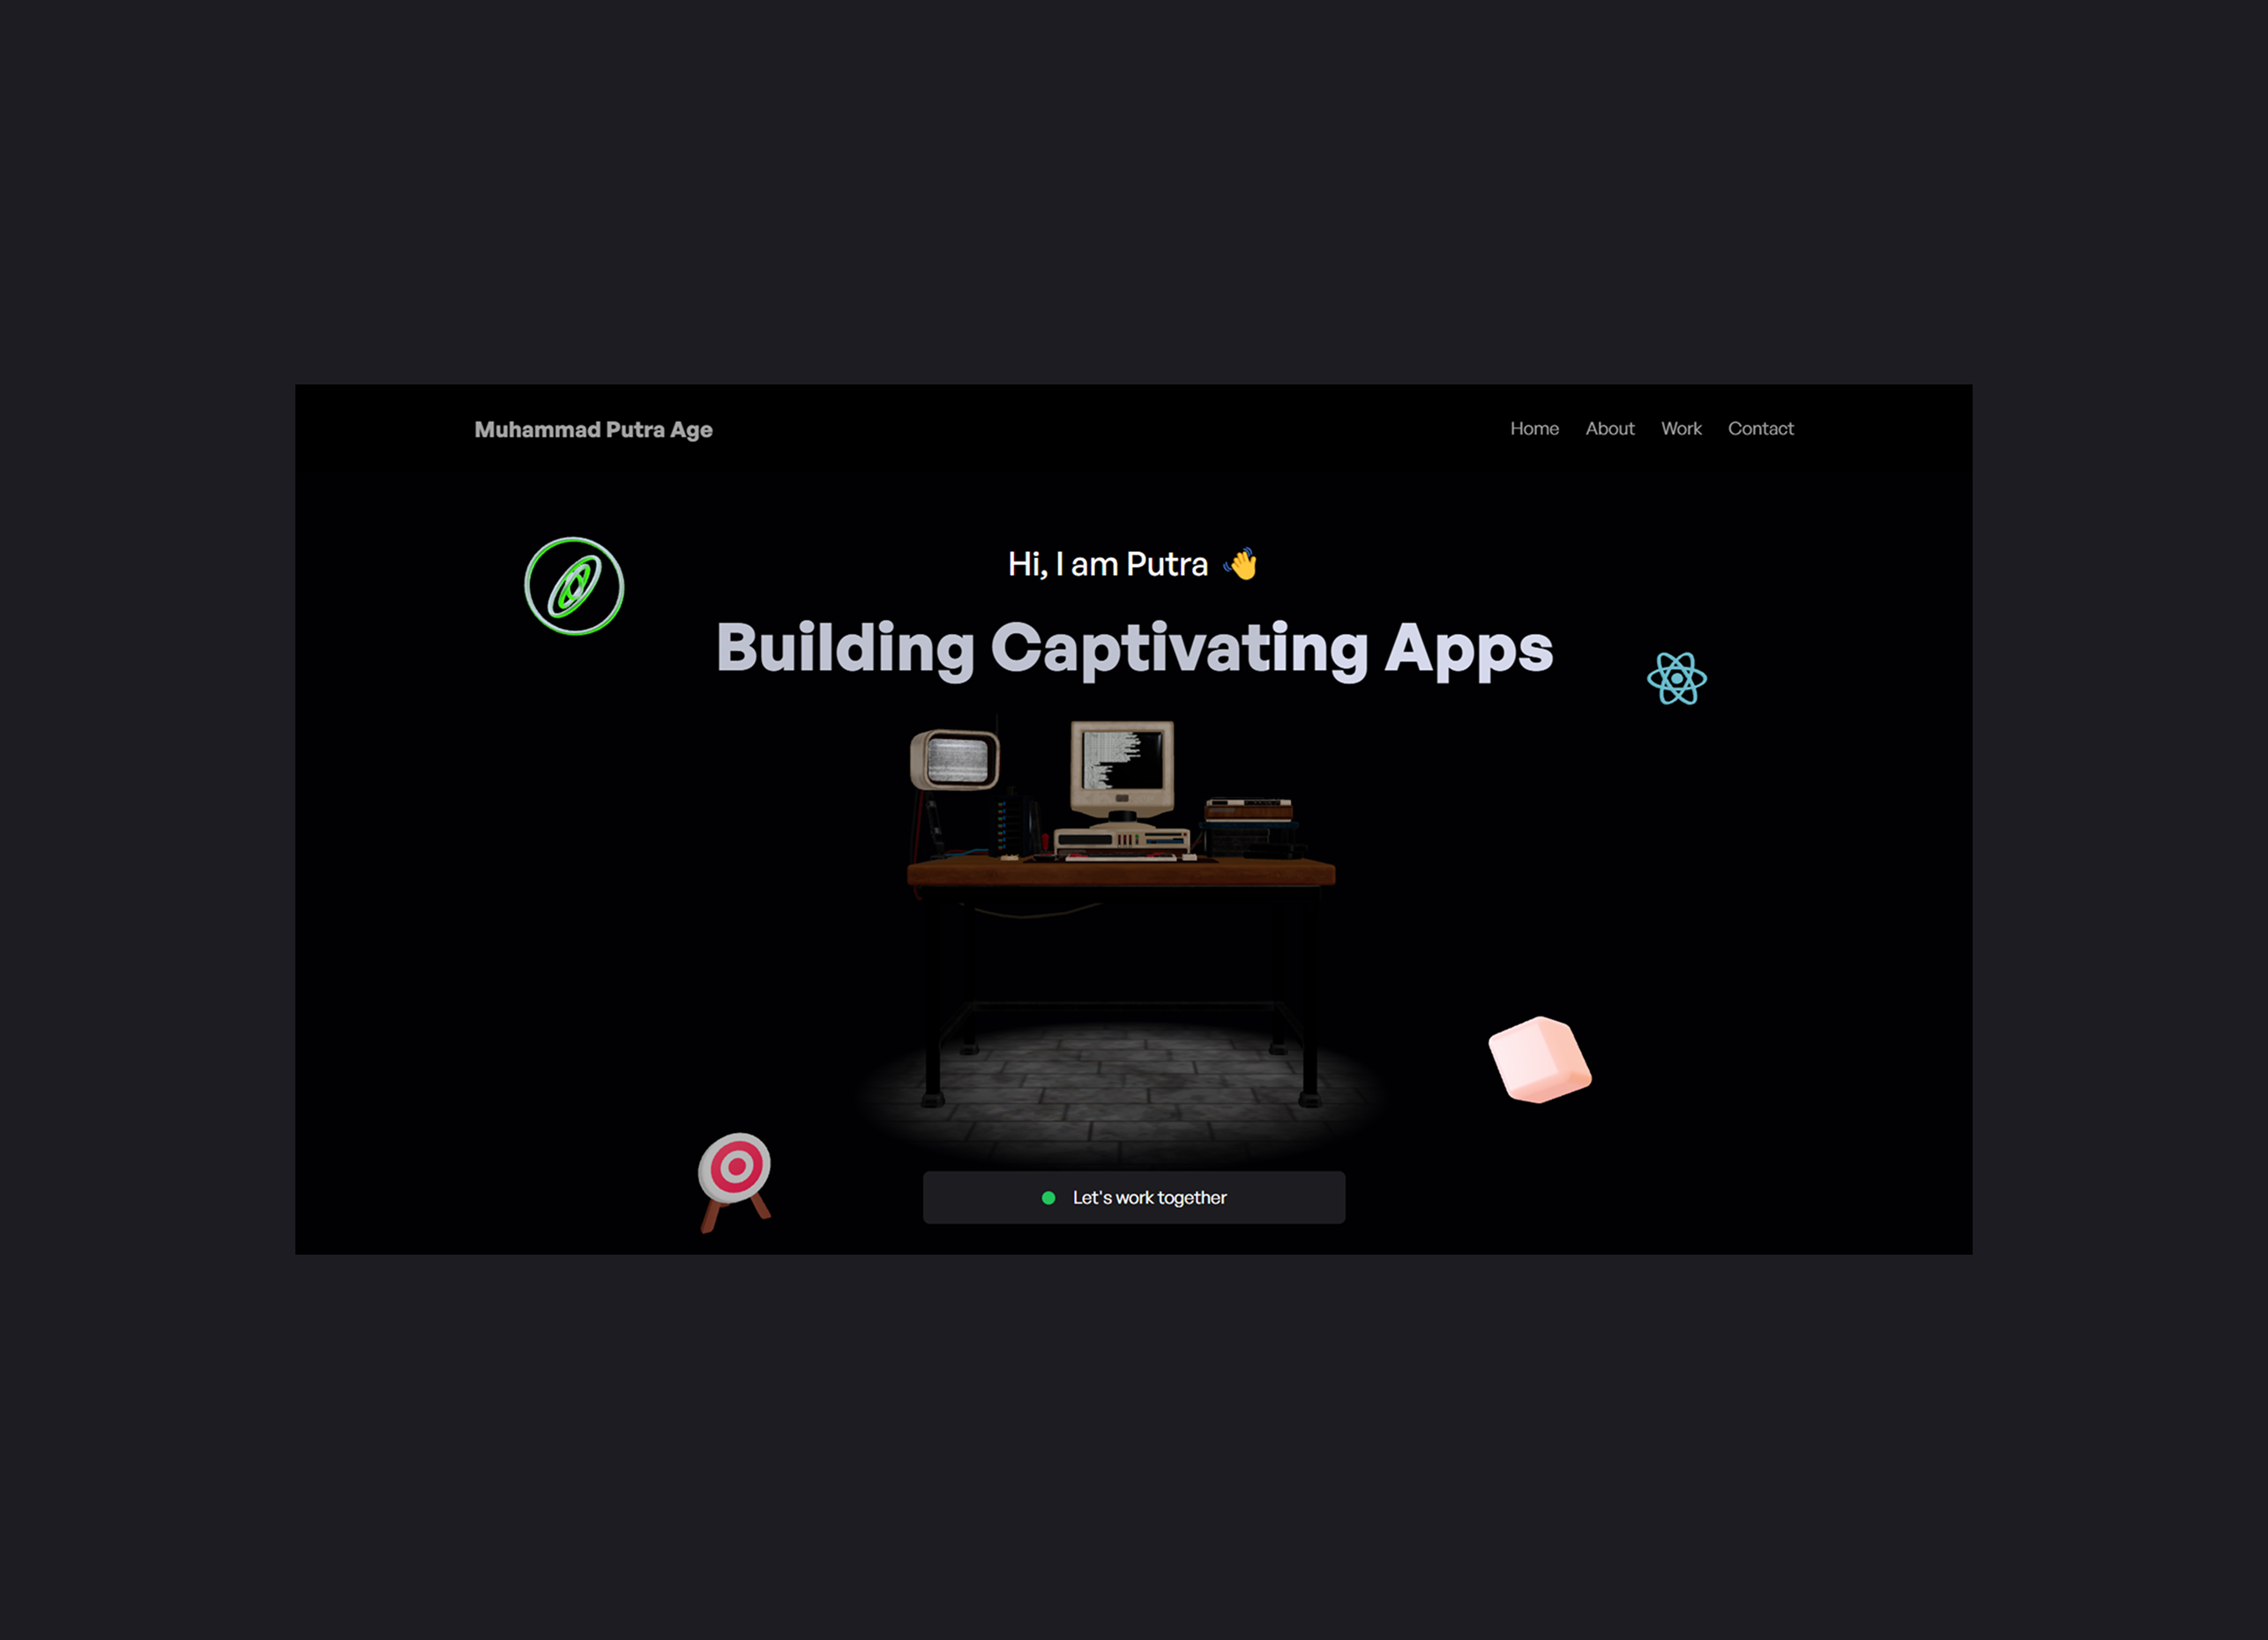 Muhammad Putra Age
Home About Work Contact
Hi, I am Putra 👋
Building Captivating Apps
Let's work together